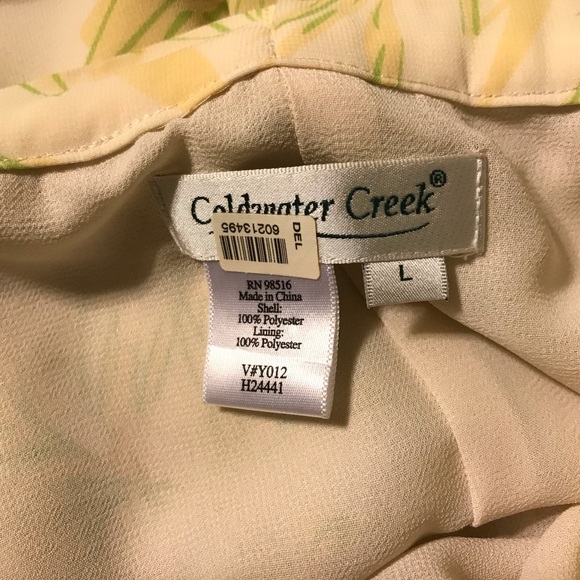 Coldwater Creek®
DEL
60213495
L
RN 98516
Made in China
Shell:
100% Polyester
Lining:
100% Polyester
V#Y012
H24441